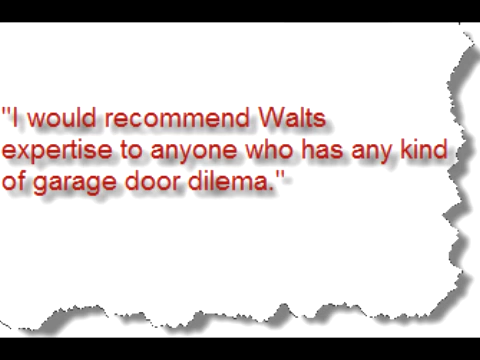 "I would recommend Walts
expertise to anyone who has any kind
of garage door dilema."